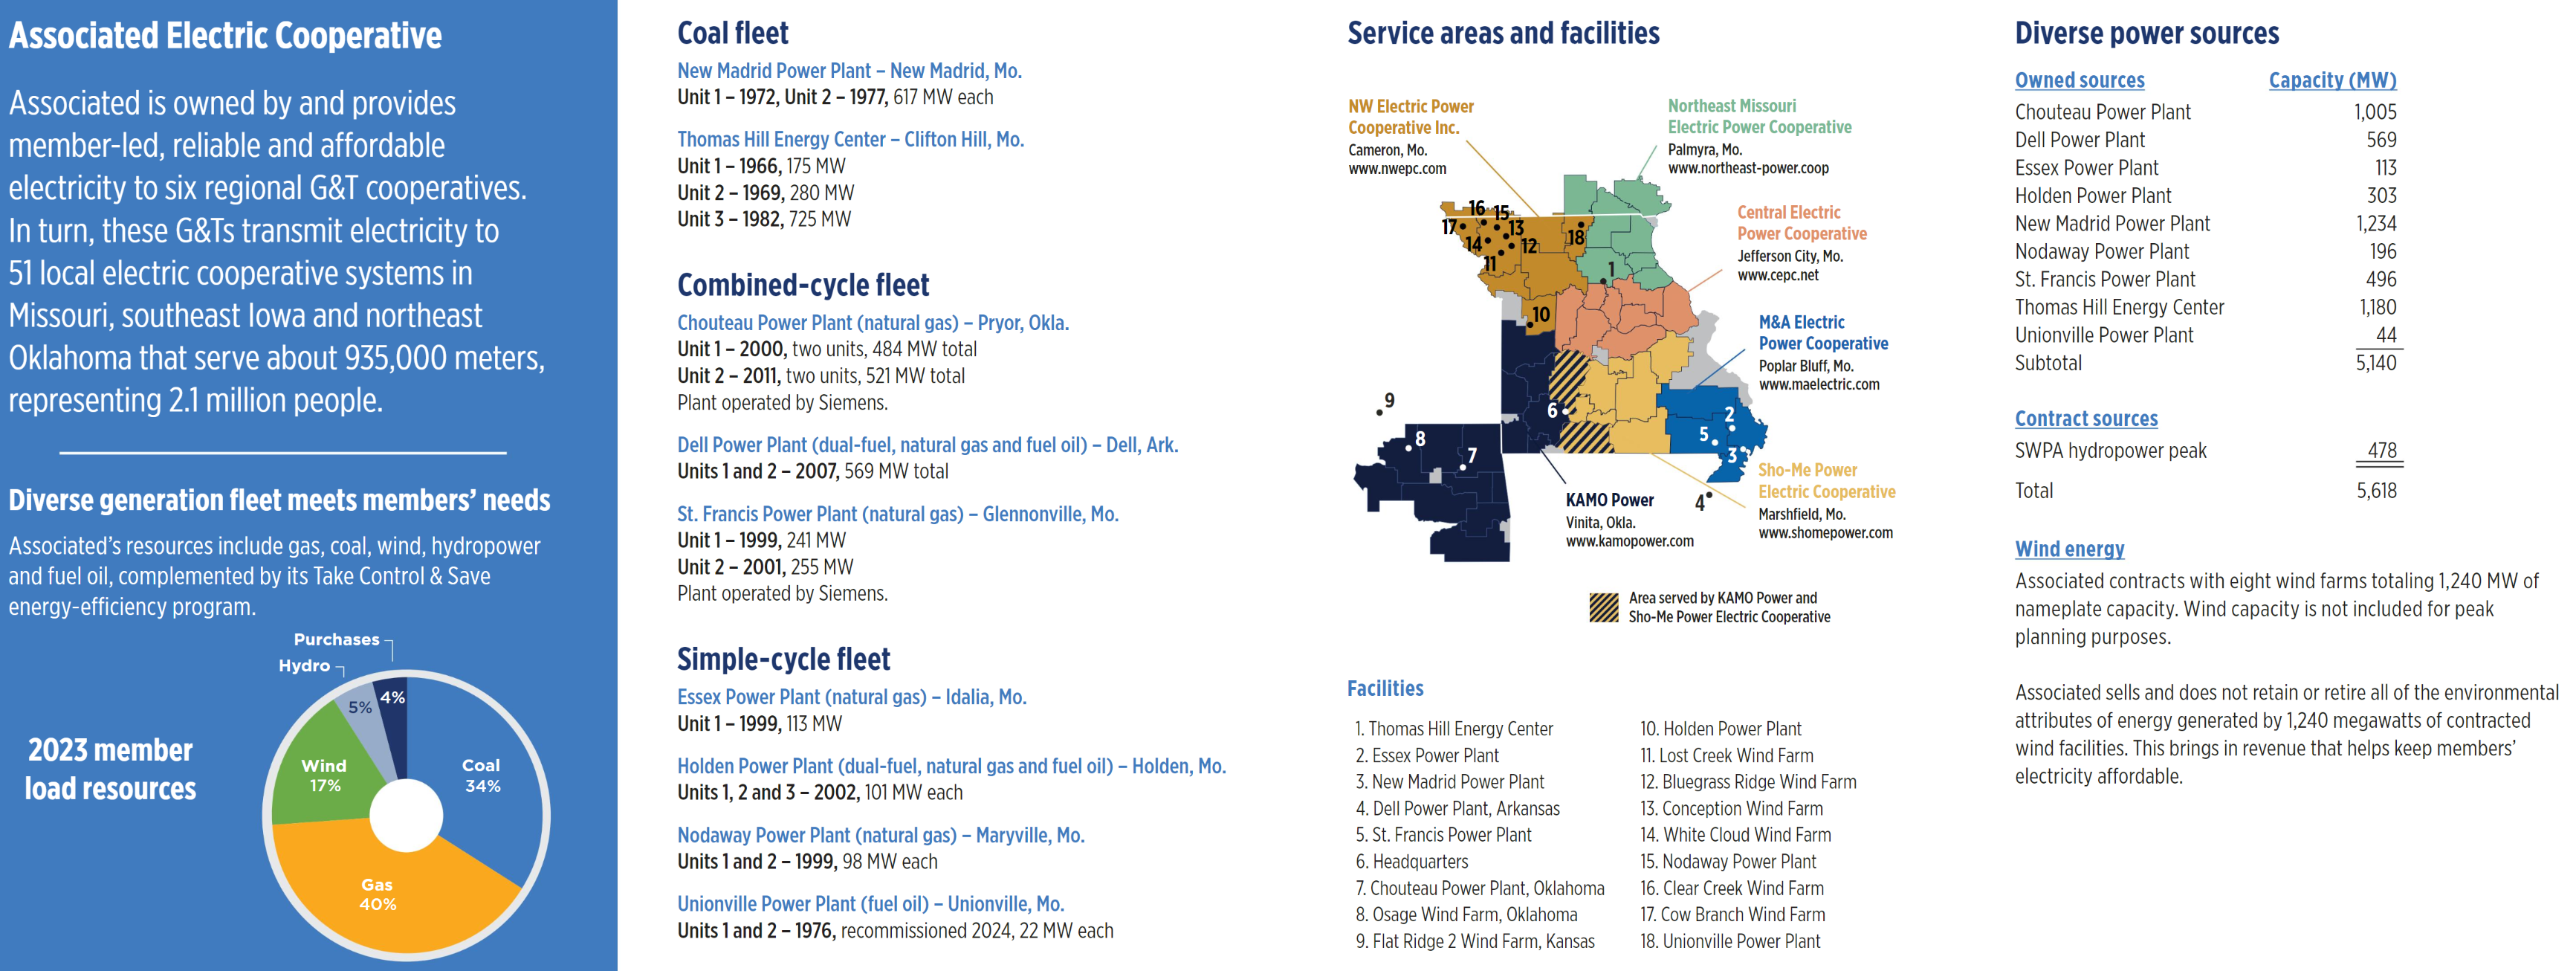 Associated Electric Cooperative
Associated is owned by and provides
member-led, reliable and affordable
electricity to six regional G&T cooperatives.
In turn, these G&Ts transmit electricity to
51 local electric cooperative systems in
Missouri, southeast Iowa and northeast
Oklahoma that serve about 935,000 meters,
representing 2.1 million people.
Diverse generation fleet meets members' needs
Associated's resources include gas, coal, wind, hydropower
and fuel oil, complemented by its Take Control & Save
energy-efficiency program.
2023 member
load resources
Purchases
Hydro
4%
5%
Wind
17%
Coal
34%
Gas
40%
Coal fleet
New Madrid Power Plant – New Madrid, Mo.
Unit 1 – 1972, Unit 2 – 1977, 617 MW each
Thomas Hill Energy Center – Clifton Hill, Mo.
Unit 1 – 1966, 175 MW
Unit 2 – 1969, 280 MW
Unit 3 – 1982, 725 MW
Combined-cycle fleet
Chouteau Power Plant (natural gas) – Pryor, Okla.
Unit 1 – 2000, two units, 484 MW total
Unit 2 – 2011, two units, 521 MW total
Plant operated by Siemens.
Dell Power Plant (dual-fuel, natural gas and fuel oil) – Dell, Ark.
Units 1 and 2 – 2007, 569 MW total
St. Francis Power Plant (natural gas) – Glennonville, Mo.
Unit 1 – 1999, 241 MW
Unit 2 – 2001, 255 MW
Plant operated by Siemens.
Simple-cycle fleet
Essex Power Plant (natural gas) – Idalia, Mo.
Unit 1 – 1999, 113 MW
Holden Power Plant (dual-fuel, natural gas and fuel oil) – Holden, Mo.
Units 1, 2 and 3 – 2002, 101 MW each
Nodaway Power Plant (natural gas) – Maryville, Mo.
Units 1 and 2 – 1999, 98 MW each
Unionville Power Plant (fuel oil) – Unionville, Mo.
Units 1 and 2 – 1976, recommissioned 2024, 22 MW each
Service areas and facilities
NW Electric Power
Cooperative Inc.
Cameron, Mo.
www.nwepc.com
Northeast Missouri
Electric Power Cooperative
Palmyra, Mo.
www.northeast-power.coop
Central Electric
Power Cooperative
Jefferson City, Mo.
www.cepc.net
M&A Electric
Power Cooperative
Poplar Bluff, Mo.
www.maelectric.com
Sho-Me Power
Electric Cooperative
Marshfield, Mo.
www.shomepower.com
KAMO Power
Vinita, Okla.
www.kamopower.com
16
15
17
13
14
12
18
11
1
10
9
6
2
8
5
7
3
4
Area served by KAMO Power and
Sho-Me Power Electric Cooperative
Facilities
1. Thomas Hill Energy Center
2. Essex Power Plant
3. New Madrid Power Plant
4. Dell Power Plant, Arkansas
5. St. Francis Power Plant
6. Headquarters
7. Chouteau Power Plant, Oklahoma
8. Osage Wind Farm, Oklahoma
9. Flat Ridge 2 Wind Farm, Kansas
10. Holden Power Plant
11. Lost Creek Wind Farm
12. Bluegrass Ridge Wind Farm
13. Conception Wind Farm
14. White Cloud Wind Farm
15. Nodaway Power Plant
16. Clear Creek Wind Farm
17. Cow Branch Wind Farm
18. Unionville Power Plant
Diverse power sources
Owned sources Capacity (MW)
Chouteau Power Plant 1,005
Dell Power Plant 569
Essex Power Plant 113
Holden Power Plant 303
New Madrid Power Plant 1,234
Nodaway Power Plant 196
St. Francis Power Plant 496
Thomas Hill Energy Center 1,180
Unionville Power Plant 44
Subtotal 5,140
Contract sources
SWPA hydropower peak 478
Total 5,618
Wind energy
Associated contracts with eight wind farms totaling 1,240 MW of
nameplate capacity. Wind capacity is not included for peak
planning purposes.
Associated sells and does not retain or retire all of the environmental
attributes of energy generated by 1,240 megawatts of contracted
wind facilities. This brings in revenue that helps keep members'
electricity affordable.